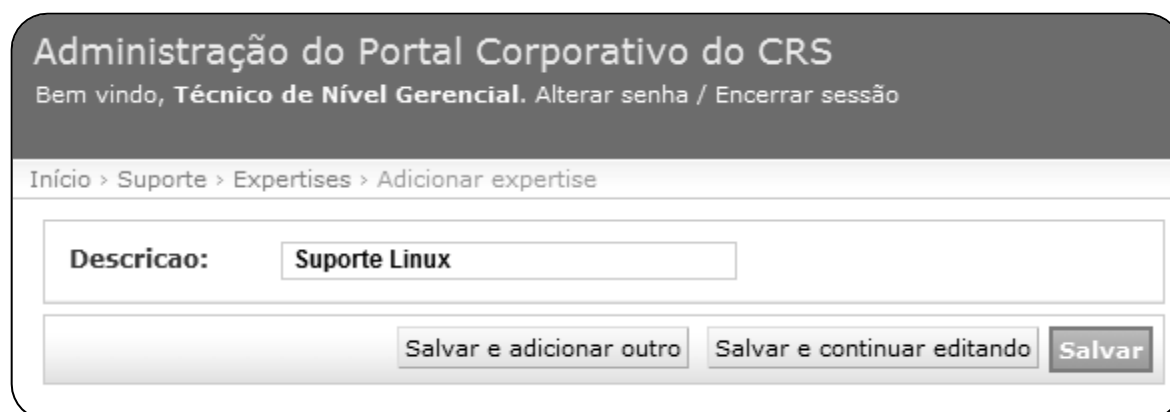 Administração do Portal Corporativo do CRS
Bem vindo, Técnico de Nível Gerencial. Alterar senha / Encerrar sessão
Início › Suporte › Expertises › Adicionar expertise
Descricao: Suporte Linux
Salvar e adicionar outro Salvar e continuar editando Salvar